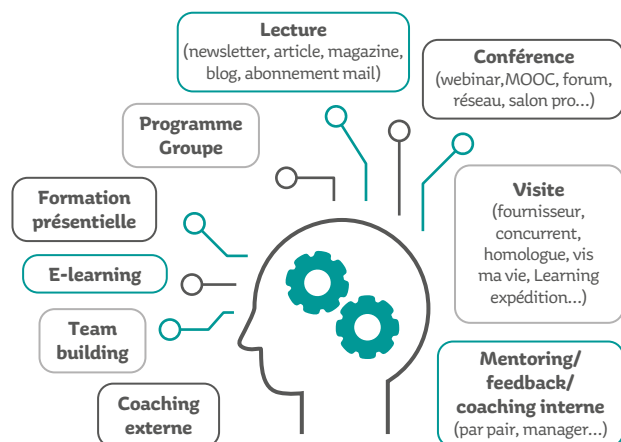 Lecture
(newsletter, article, magazine,
blog, abonnement mail)
Conférence
(webinar,MOOC, forum,
réseau, salon pro...)
Programme
Groupe
Formation
présentielle
Visite
(fournisseur,
concurrent,
homologue, vis
ma vie, Learning
expédition...)
E-learning
Team
building
Mentoring/
feedback/
coaching interne
(par pair, manager...)
Coaching
externe